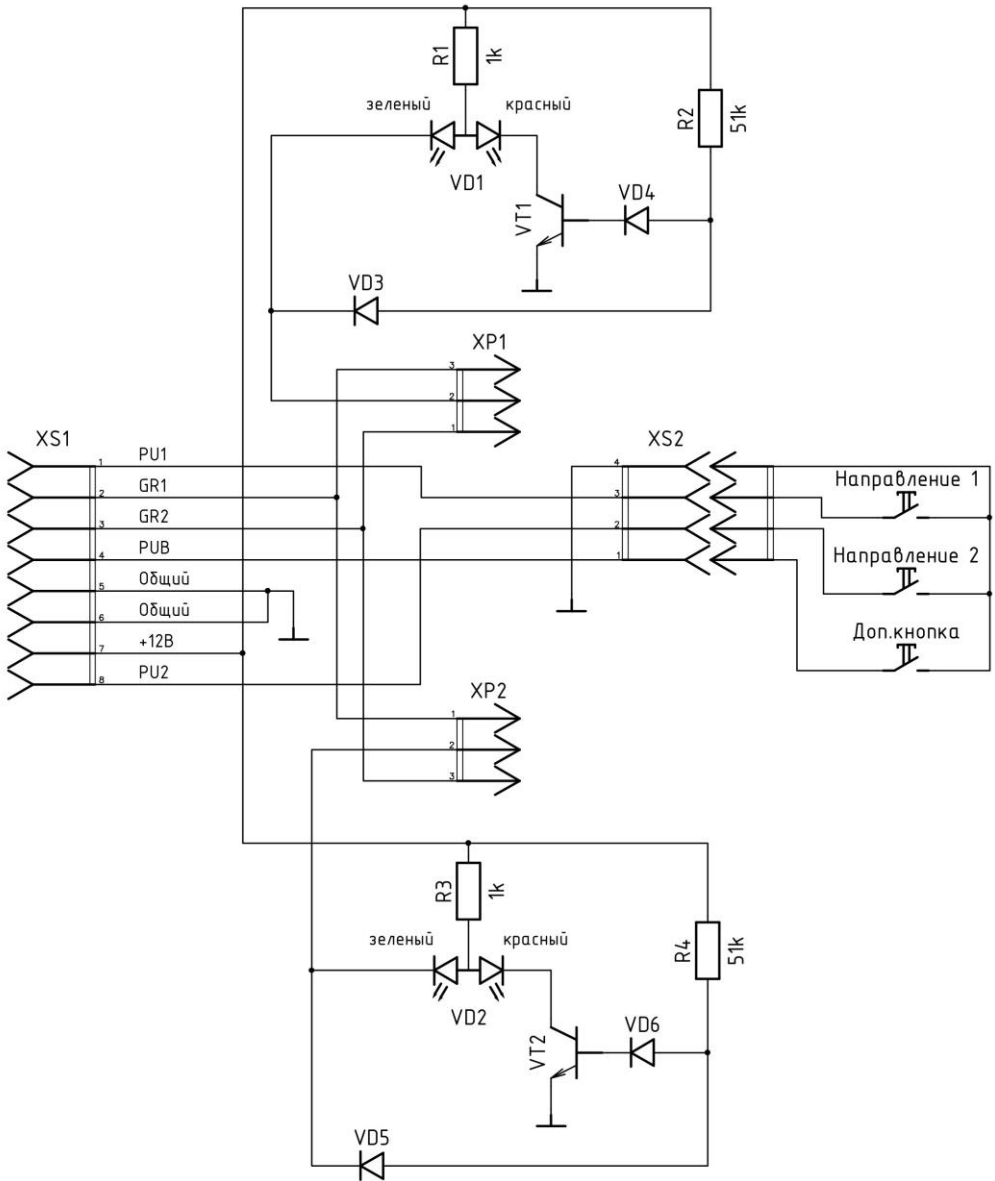 R1
1k
зеленый
красный
R2
51k
VD1
VD4
VT1
VD3
XP1
3
2
1
XS1
1
PU1
2
GR1
3
GR2
4
PUB
5
Общий
6
Общий
7
+12В
8
PU2
XS2
4
3
2
1
Направление 1
Направление 2
Доп.кнопка
XP2
1
2
3
R3
1k
зеленый
красный
R4
51k
VD2
VD6
VT2
VD5